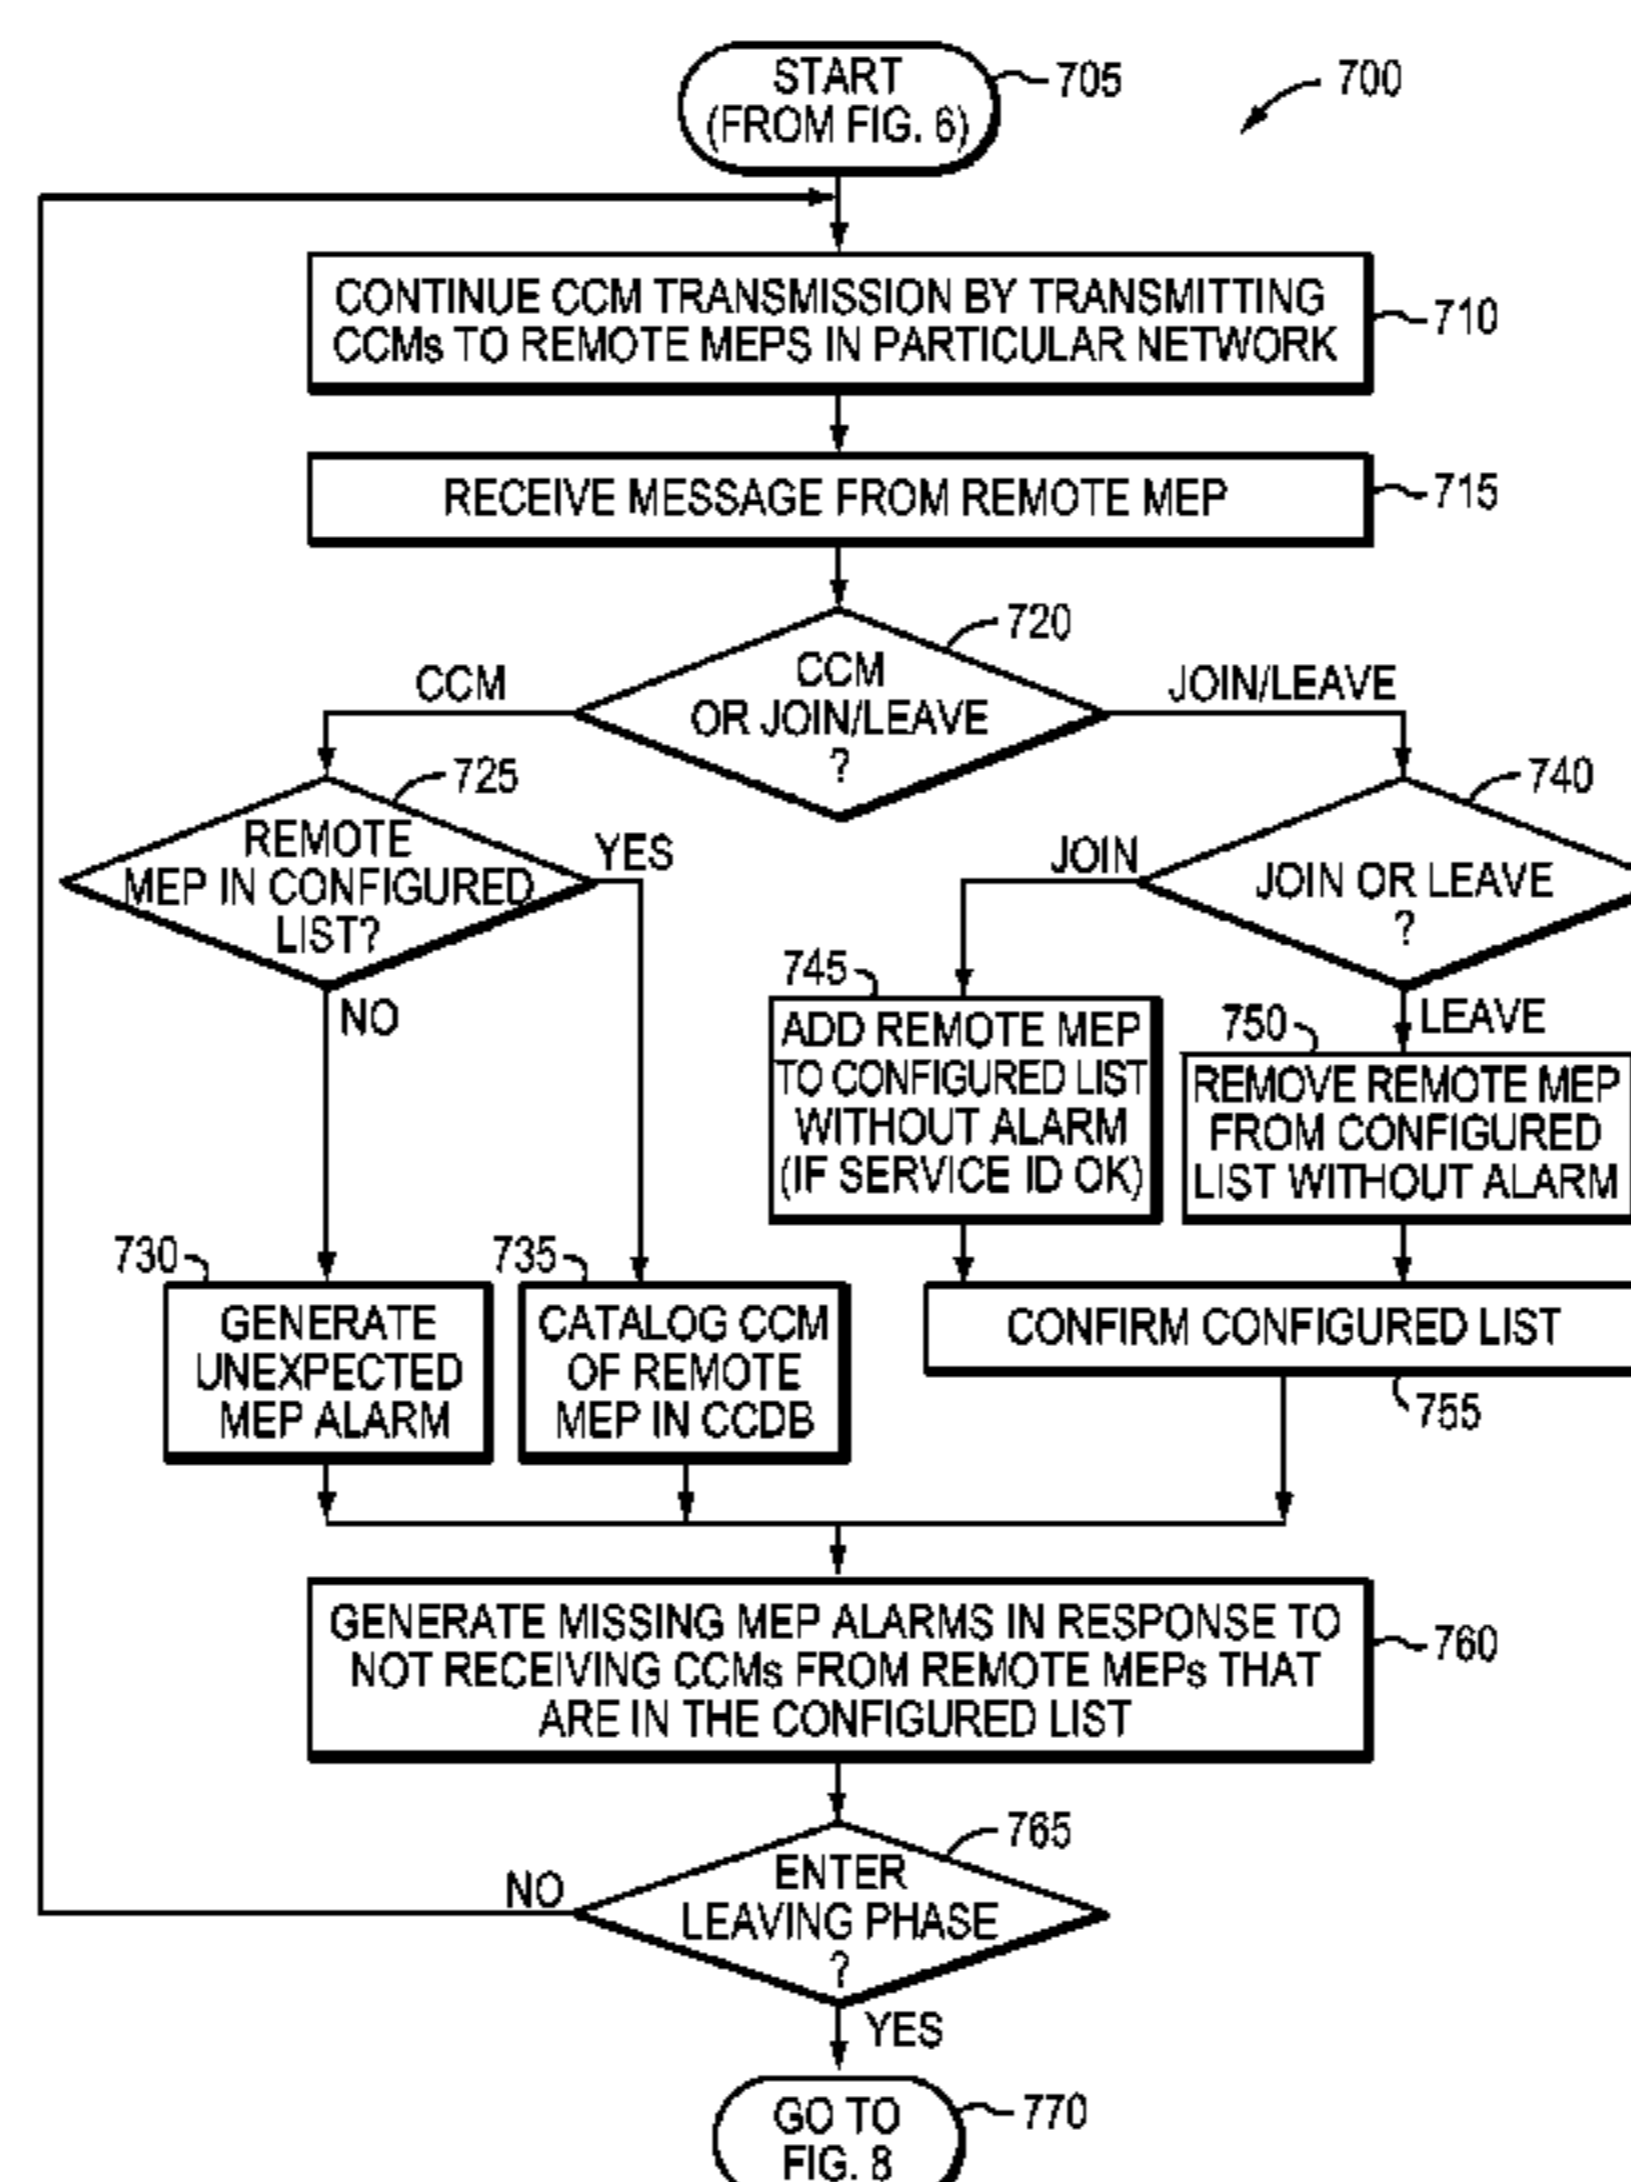 START
(FROM FIG. 6)
705
700
CONTINUE CCM TRANSMISSION BY TRANSMITTING
CCMs TO REMOTE MEPS IN PARTICULAR NETWORK
710
RECEIVE MESSAGE FROM REMOTE MEP
715
720
CCM
OR JOIN/LEAVE
?
CCM
JOIN/LEAVE
725
REMOTE
MEP IN CONFIGURED
LIST?
YES
NO
740
JOIN OR LEAVE
?
JOIN
LEAVE
745
ADD REMOTE MEP
TO CONFIGURED LIST
WITHOUT ALARM
(IF SERVICE ID OK)
750
REMOVE REMOTE MEP
FROM CONFIGURED
LIST WITHOUT ALARM
730
GENERATE
UNEXPECTED
MEP ALARM
735
CATALOG CCM
OF REMOTE
MEP IN CCDB
CONFIRM CONFIGURED LIST
755
GENERATE MISSING MEP ALARMS IN RESPONSE TO
NOT RECEIVING CCMs FROM REMOTE MEPs THAT
ARE IN THE CONFIGURED LIST
760
765
ENTER
LEAVING PHASE
?
NO
YES
GO TO
FIG. 8
770